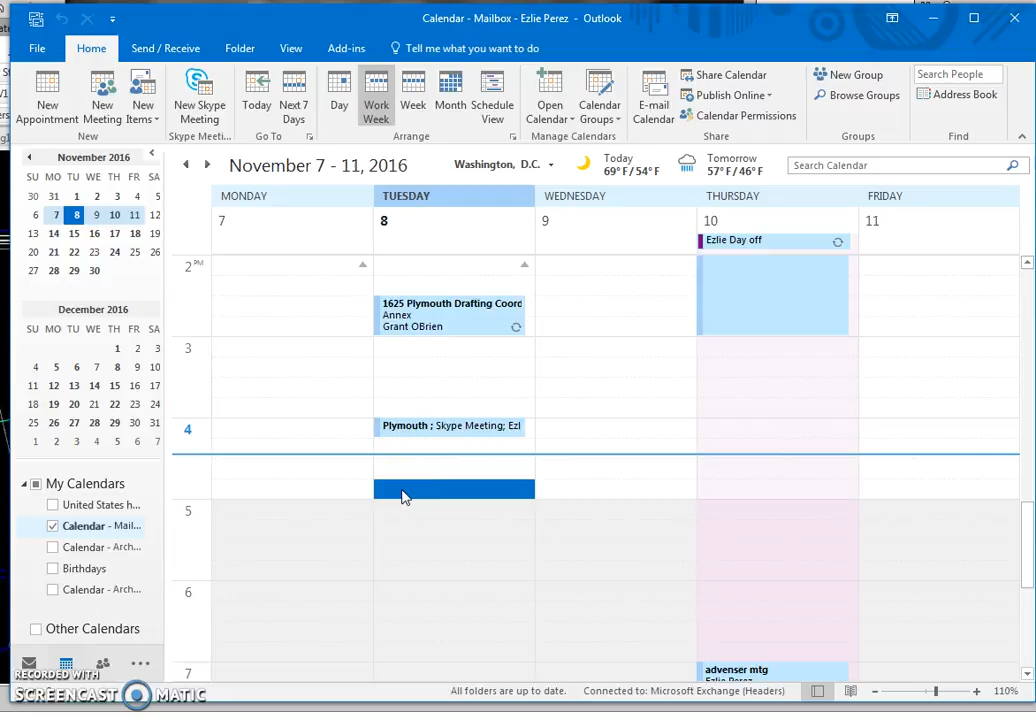 Calendar - Mailbox - Ezlie Perez - Outlook
File Home Send / Receive Folder View Add-ins Tell me what you want to do
New Appointment
New Meeting
New Items
New
New Skype Meeting
Skype Meeti...
Today
Next 7 Days
Go To
Day
Work Week
Week
Month
Schedule View
Arrange
Open Calendar
Calendar Groups
Manage Calendars
E-mail Calendar
Share Calendar
Publish Online
Calendar Permissions
Share
New Group
Browse Groups
Groups
Search People
Address Book
Find
November 2016
SU MO TU WE TH FR SA
30 31 1 2 3 4 5
6 7 8 9 10 11 12
13 14 15 16 17 18 19
20 21 22 23 24 25 26
27 28 29 30
December 2016
SU MO TU WE TH FR SA
1 2 3
4 5 6 7 8 9 10
11 12 13 14 15 16 17
18 19 20 21 22 23 24
25 26 27 28 29 30 31
1 2 3 4 5 6 7
My Calendars
United States h...
Calendar - Mail...
Calendar - Arch...
Birthdays
Calendar - Arch...
Other Calendars
November 7 - 11, 2016
Washington, D.C.
Today
69°F / 54°F
Tomorrow
57°F / 46°F
Search Calendar
MONDAY TUESDAY WEDNESDAY THURSDAY FRIDAY
7 8 9 10 11
Ezlie Day off
2 PM
1625 Plymouth Drafting Coord
Annex
Grant OBrien
3
4
Plymouth ; Skype Meeting; Ezl
5
6
7
advenser mtg
Ezlie Perez
RECORDED WITH
SCREENCAST MATIC
All folders are up to date. Connected to: Microsoft Exchange (Headers) 110%